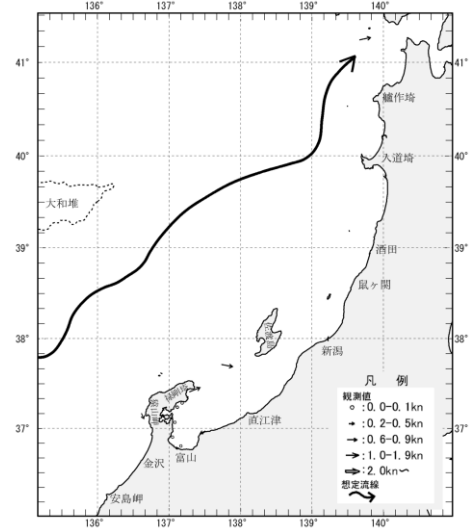 136° 137° 138° 139° 140°
41°
艫作埼
40°
入道埼
大和堆
39°
酒田
鼠ヶ関
38°
新潟
凡 例
観測値
:0.0-0.1kn
:0.2-0.5kn
:0.6-0.9kn
:1.0-1.9kn
:2.0kn~
想定流線
37°
直江津
富山
金沢
安島岬
136° 137° 138° 139° 140°
41°
40°
39°
38°
37°